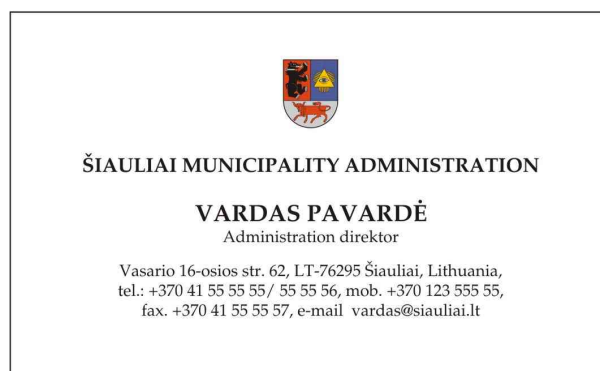 ŠIAULIAI MUNICIPALITY ADMINISTRATION
VARDAS PAVARDĖ
Administration direktor
Vasario 16-osios str. 62, LT-76295 Šiauliai, Lithuania,
tel.: +370 41 55 55 55/ 55 55 56, mob. +370 123 555 55,
fax. +370 41 55 55 57, e-mail vardas@siauliai.lt